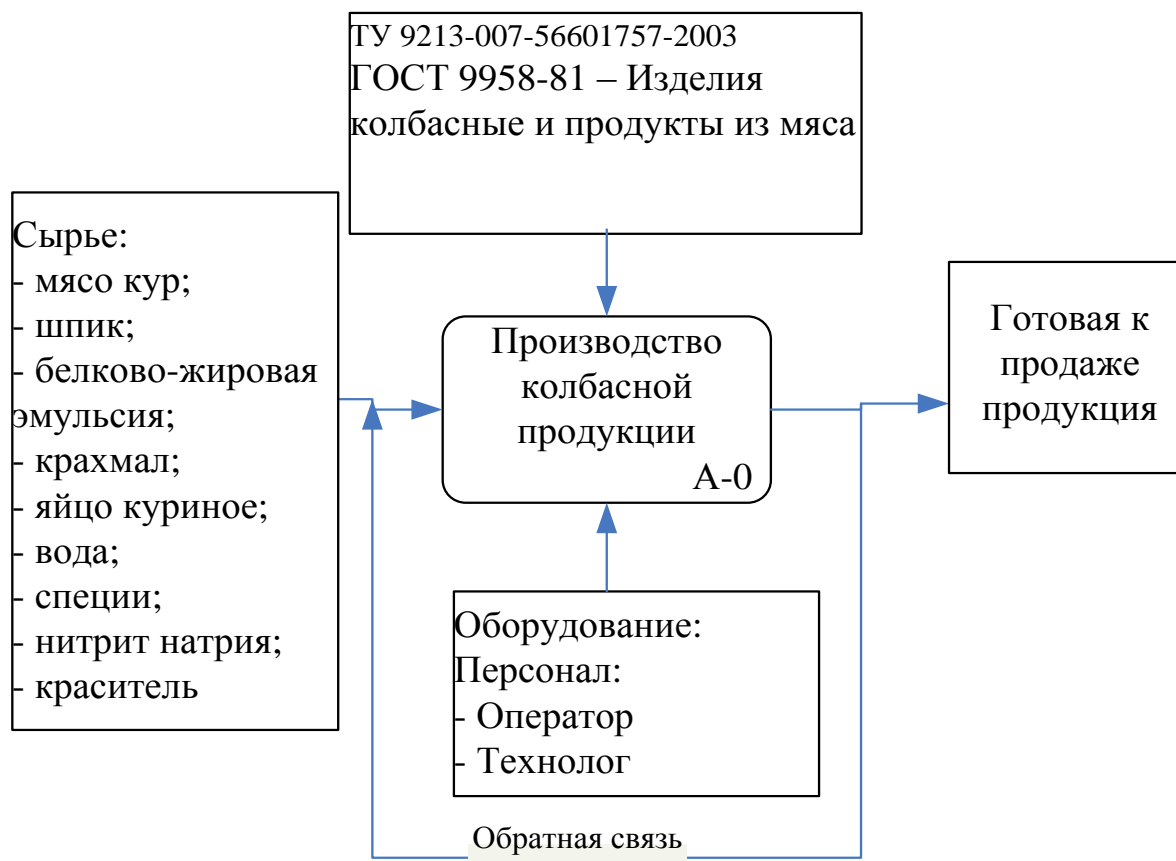 ТУ 9213-007-56601757-2003
ГОСТ 9958-81 – Изделия
колбасные и продукты из мяса
Сырье:
- мясо кур;
- шпик;
- белково-жировая
эмульсия;
- крахмал;
- яйцо куриное;
- вода;
- специи;
- нитрит натрия;
- краситель
Производство
колбасной
продукции
А-0
Готовая к
продаже
продукция
Оборудование:
Персонал:
- Оператор
- Технолог
Обратная связь